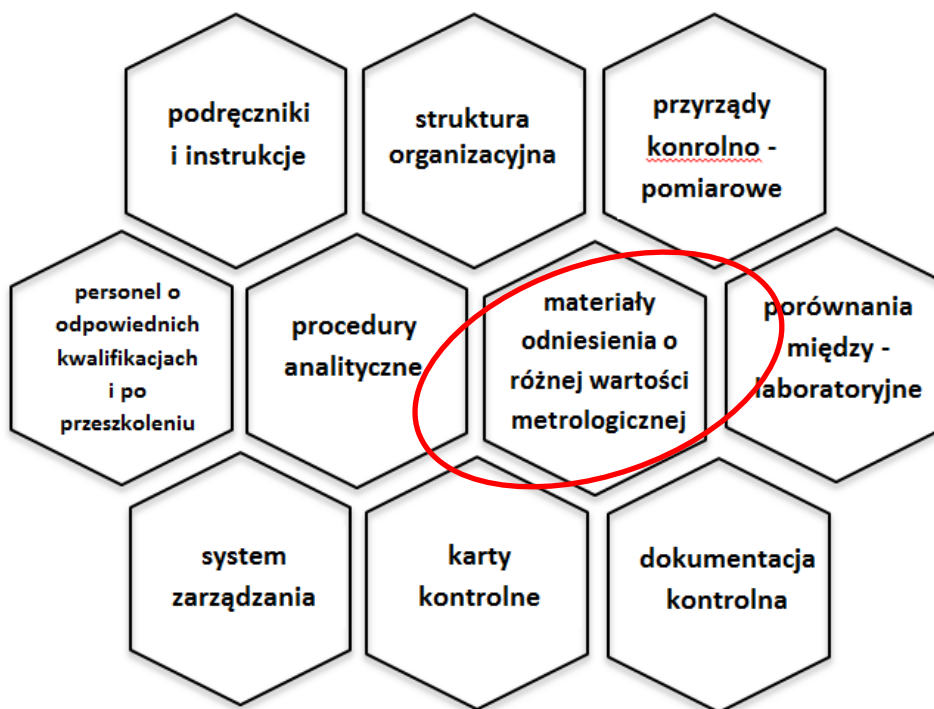 podręczniki
i instrukcje
struktura
organizacyjna
przyrządy
konrolno -
pomiarowe
personel o
odpowiednich
kwalifikacjach
i po
przeszkoleniu
procedury
analityczne
materiały
odniesienia o
różnej wartości
metrologicznej
porównania
między -
laboratoryjne
system
zarządzania
karty
kontrolne
dokumentacja
kontrolna